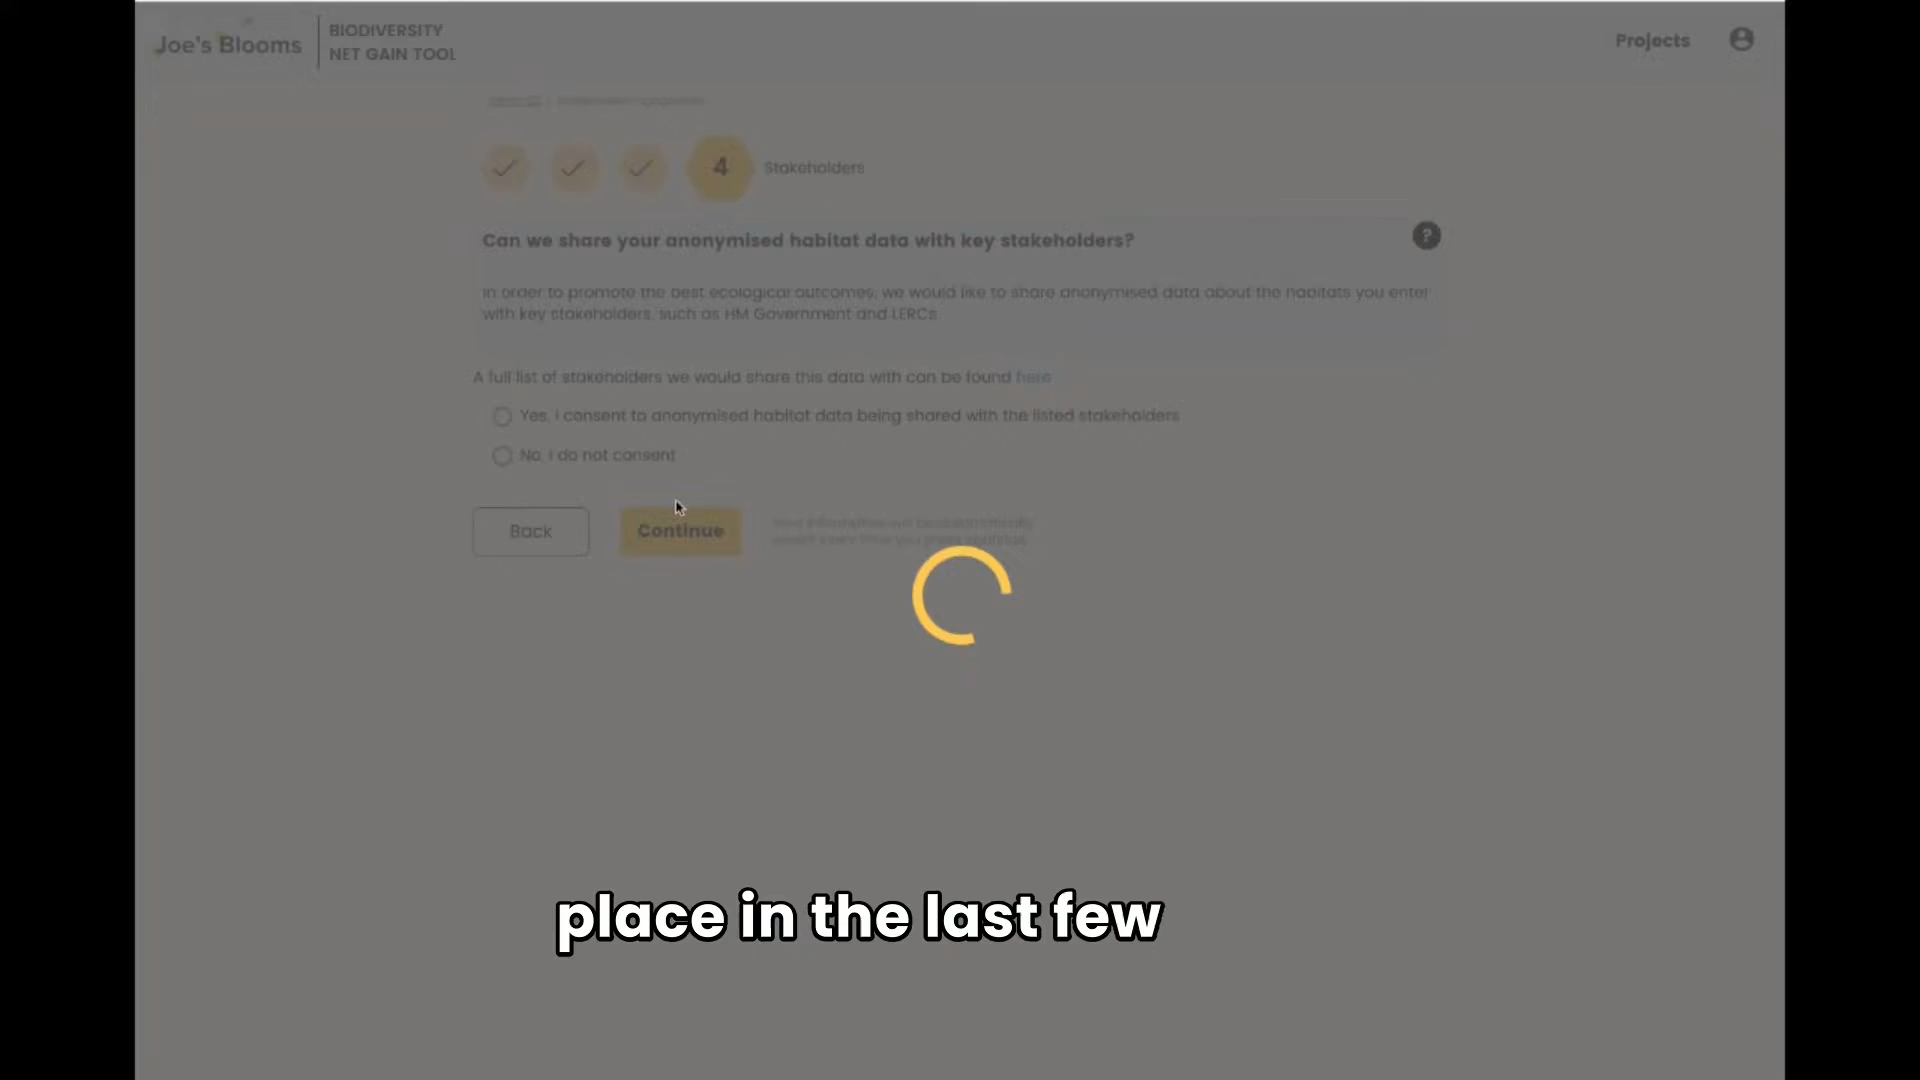 Joe's Blooms
BIODIVERSITY
NET GAIN TOOL
Projects
4
Stakeholders
Can we share your anonymised habitat data with key stakeholders?
?
In order to promote the best ecological outcomes, we would like to share anonymised data about the habitats you enter
with key stakeholders, such as HM Government and LERCs
A full list of stakeholders we would share this data with can be found here
Yes, I consent to anonymised habitat data being shared with the listed stakeholders
No, I do not consent
Back
Continue
place in the last few